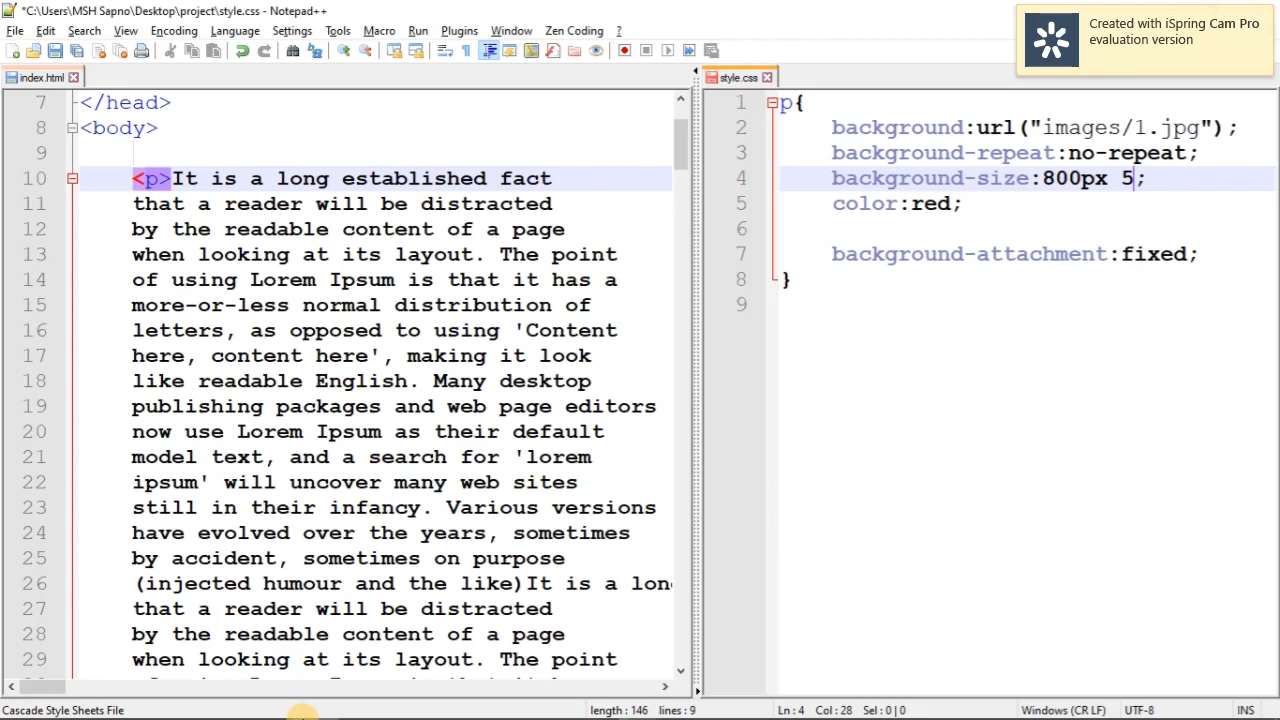 *C:\Users\MSH Sapno\Desktop\project\style.css - Notepad++
File Edit Search View Encoding Language Settings Tools Macro Run Plugins Window Zen Coding ?
Created with iSpring Cam Pro
evaluation version
index.html
7 </head>
8 <body>
9
10 <p>It is a long established fact
11 that a reader will be distracted
12 by the readable content of a page
13 when looking at its layout. The point
14 of using Lorem Ipsum is that it has a
15 more-or-less normal distribution of
16 letters, as opposed to using 'Content
17 here, content here', making it look
18 like readable English. Many desktop
19 publishing packages and web page editors
20 now use Lorem Ipsum as their default
21 model text, and a search for 'lorem
22 ipsum' will uncover many web sites
23 still in their infancy. Various versions
24 have evolved over the years, sometimes
25 by accident, sometimes on purpose
26 (injected humour and the like)It is a lon
27 that a reader will be distracted
28 by the readable content of a page
29 when looking at its layout. The point
style.css
1 p{
2 background:url("images/1.jpg");
3 background-repeat:no-repeat;
4 background-size:800px 5;
5 color:red;
6
7 background-attachment:fixed;
8 }
9
Cascade Style Sheets File length : 146 lines : 9 Ln : 4 Col : 28 Sel : 0 | 0 Windows (CR LF) UTF-8 INS